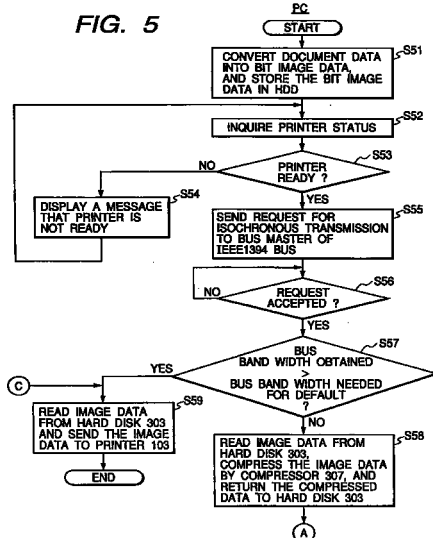 FIG. 5
PC
START
S51
CONVERT DOCUMENT DATA
INTO BIT IMAGE DATA,
AND STORE THE BIT IMAGE
DATA IN HDD
S52
INQUIRE PRINTER STATUS
S53
PRINTER
READY ?
NO
YES
S54
DISPLAY A MESSAGE
THAT PRINTER IS
NOT READY
S55
SEND REQUEST FOR
ISOCHRONOUS TRANSMISSION
TO BUS MASTER OF
IEEE1394 BUS
S56
REQUEST
ACCEPTED ?
NO
YES
S57
BUS
BAND WIDTH OBTAINED
>
BUS BAND WIDTH NEEDED
FOR DEFAULT
?
YES
NO
C
S59
READ IMAGE DATA
FROM HARD DISK 303
AND SEND THE IMAGE
DATA TO PRINTER 103
END
S58
READ IMAGE DATA FROM
HARD DISK 303,
COMPRESS THE IMAGE DATA
BY COMPRESSOR 307, AND
RETURN THE COMPRESSED
DATA TO HARD DISK 303
A